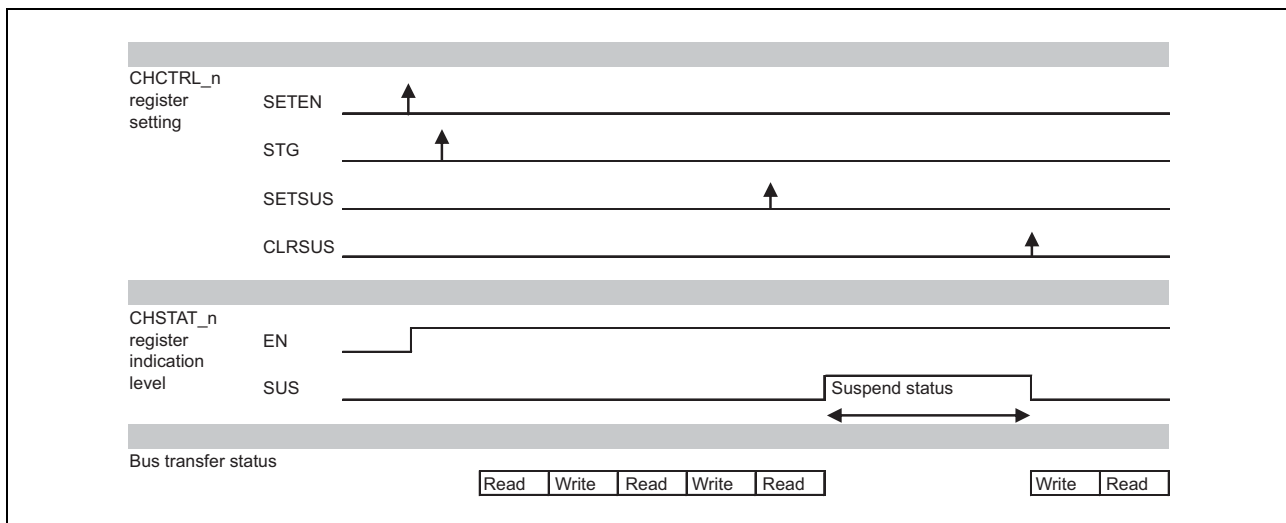 CHCTRL_n
register
setting
SETEN
STG
SETSUS
CLRSUS
CHSTAT_n
register
indication
level
EN
SUS
Suspend status
Bus transfer status
Read Write Read Write Read Write Read